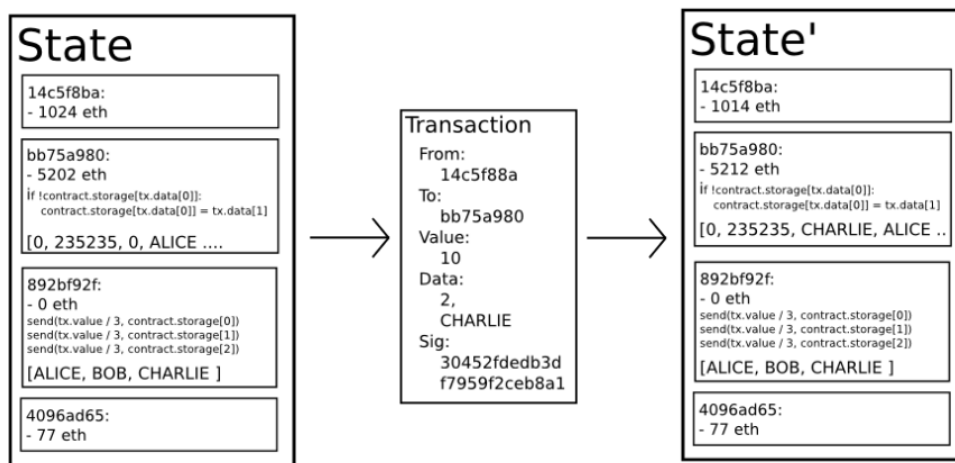 State
14c5f8ba:
- 1024 eth
bb75a980:
- 5202 eth
if !contract.storage[tx.data[0]]:
contract.storage[tx.data[0]] = tx.data[1]
[0, 235235, 0, ALICE ....
892bf92f:
- 0 eth
send(tx.value / 3, contract.storage[0])
send(tx.value / 3, contract.storage[1])
send(tx.value / 3, contract.storage[2])
[ALICE, BOB, CHARLIE ]
4096ad65:
- 77 eth
Transaction
From:
14c5f88a
To:
bb75a980
Value:
10
Data:
2,
CHARLIE
Sig:
30452fdedb3d
f7959f2ceb8a1
State'
14c5f8ba:
- 1014 eth
bb75a980:
- 5212 eth
if !contract.storage[tx.data[0]]:
contract.storage[tx.data[0]] = tx.data[1]
[0, 235235, CHARLIE, ALICE ..
892bf92f:
- 0 eth
send(tx.value / 3, contract.storage[0])
send(tx.value / 3, contract.storage[1])
send(tx.value / 3, contract.storage[2])
[ALICE, BOB, CHARLIE ]
4096ad65:
- 77 eth